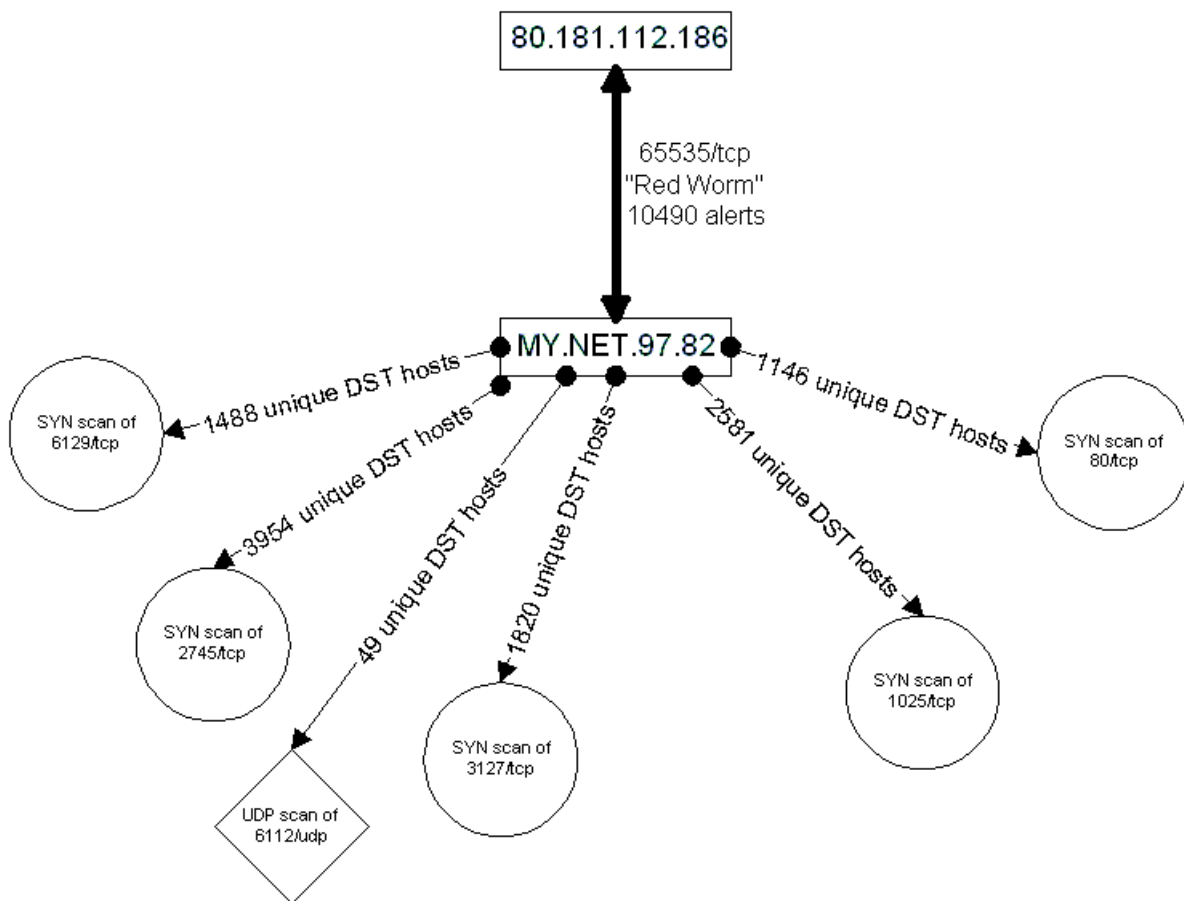 80.181.112.186
65535/tcp
"Red Worm"
10490 alerts
MY.NET.97.82
1488 unique DST hosts
3954 unique DST hosts
49 unique DST hosts
1820 unique DST hosts
2581 unique DST hosts
1146 unique DST hosts
SYN scan of
6129/tcp
SYN scan of
2745/tcp
UDP scan of
6112/udp
SYN scan of
3127/tcp
SYN scan of
1025/tcp
SYN scan of
80/tcp